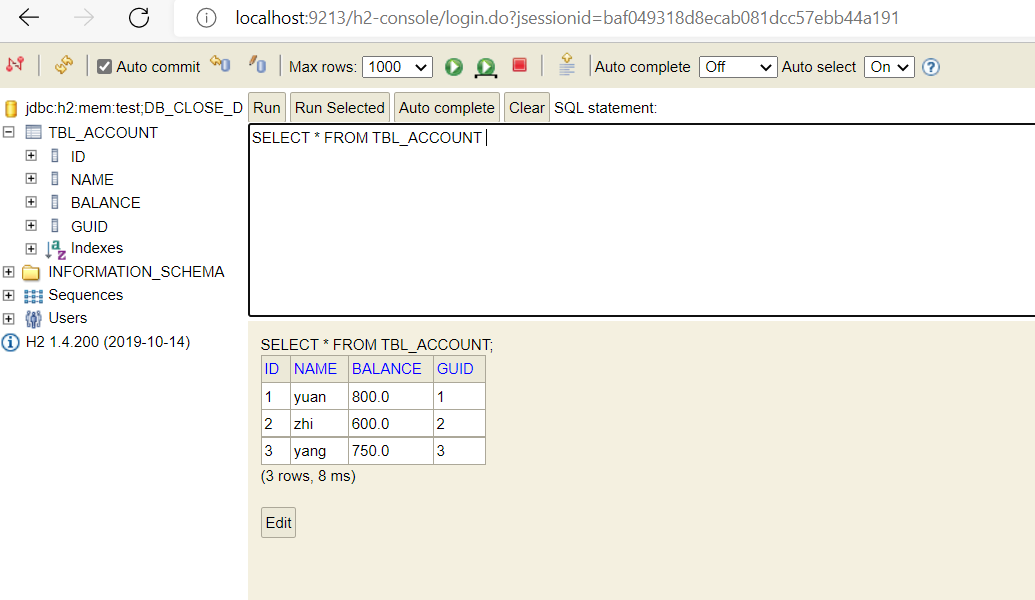 localhost:9213/h2-console/login.do?jsessionid=baf049318d8ecab081dcc57ebb44a191
Auto commit Max rows: 1000 Auto complete Off Auto select On
jdbc:h2:mem:test;DB_CLOSE_D
Run Run Selected Auto complete Clear SQL statement:
TBL_ACCOUNT
ID
NAME
BALANCE
GUID
Indexes
INFORMATION_SCHEMA
Sequences
Users
H2 1.4.200 (2019-10-14)
SELECT * FROM TBL_ACCOUNT
SELECT * FROM TBL_ACCOUNT;
ID NAME BALANCE GUID
1 yuan 800.0 1
2 zhi 600.0 2
3 yang 750.0 3
(3 rows, 8 ms)
Edit